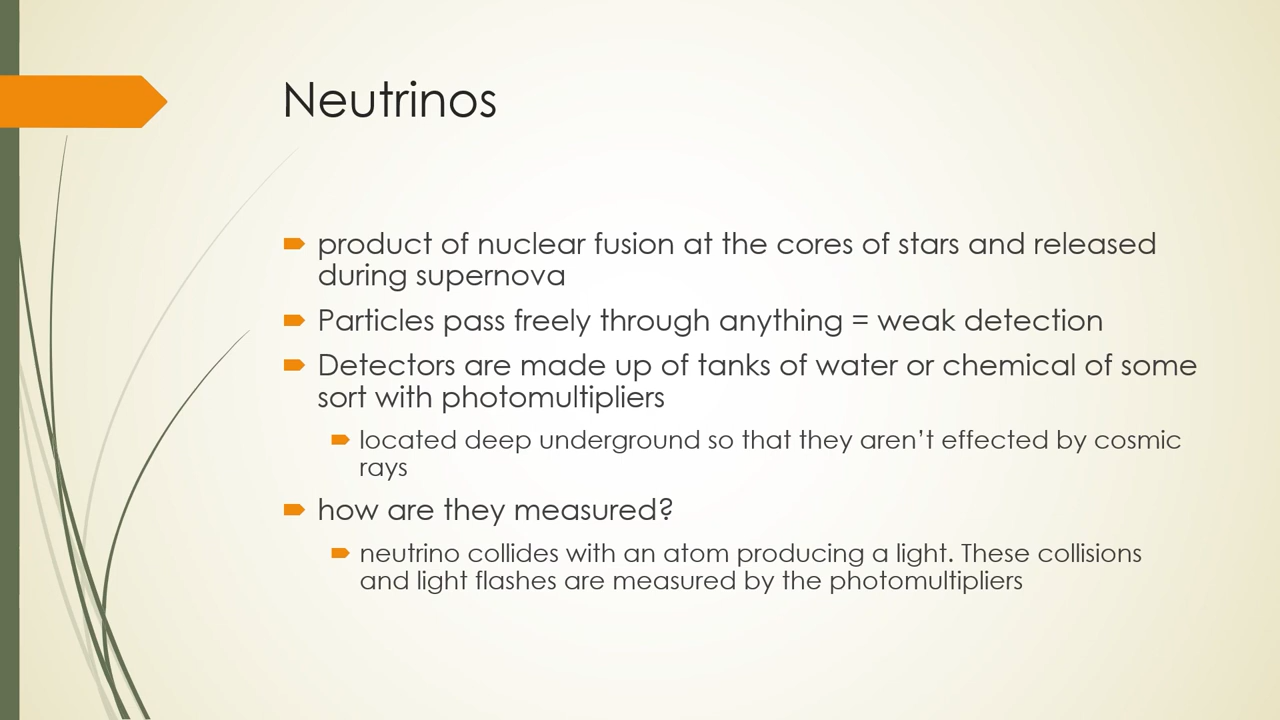 Neutrinos
product of nuclear fusion at the cores of stars and released
during supernova
Particles pass freely through anything = weak detection
Detectors are made up of tanks of water or chemical of some
sort with photomultipliers
located deep underground so that they aren’t effected by cosmic
rays
how are they measured?
neutrino collides with an atom producing a light. These collisions
and light flashes are measured by the photomultipliers